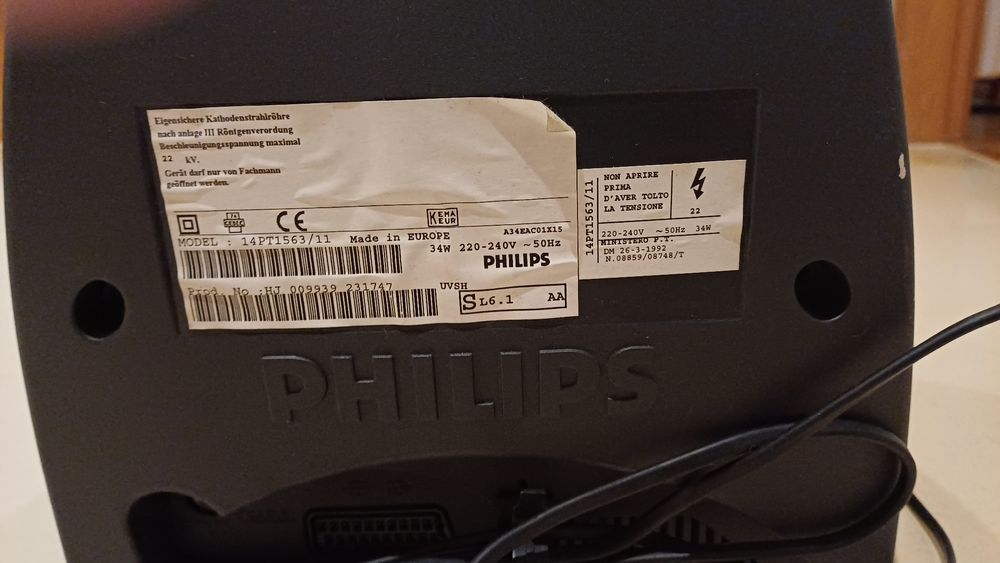 Eigensichere Kathodenstrahlröhre
nach anlage III Röntgenverordung
Beschleunigungsspannung maximal
22 kV.
Gerät darf nur von Fachmann
geöffnet werden.
CE
KEMA
KEUR
A34EAC01X15
MODEL : 14PT1563/11 Made in EUROPE
34W 220-240V ~50Hz
PHILIPS
Prod. No :HJ 009939 231747
UVSH
SL6.1 AA
14PT1563/11
NON APRIRE
PRIMA
D'AVER TOLTO
LA TENSIONE
22
220-240V ~50Hz 34W
MINISTERO P.T.
DM 26-3-1992
N.08859/08748/T
PHILIPS